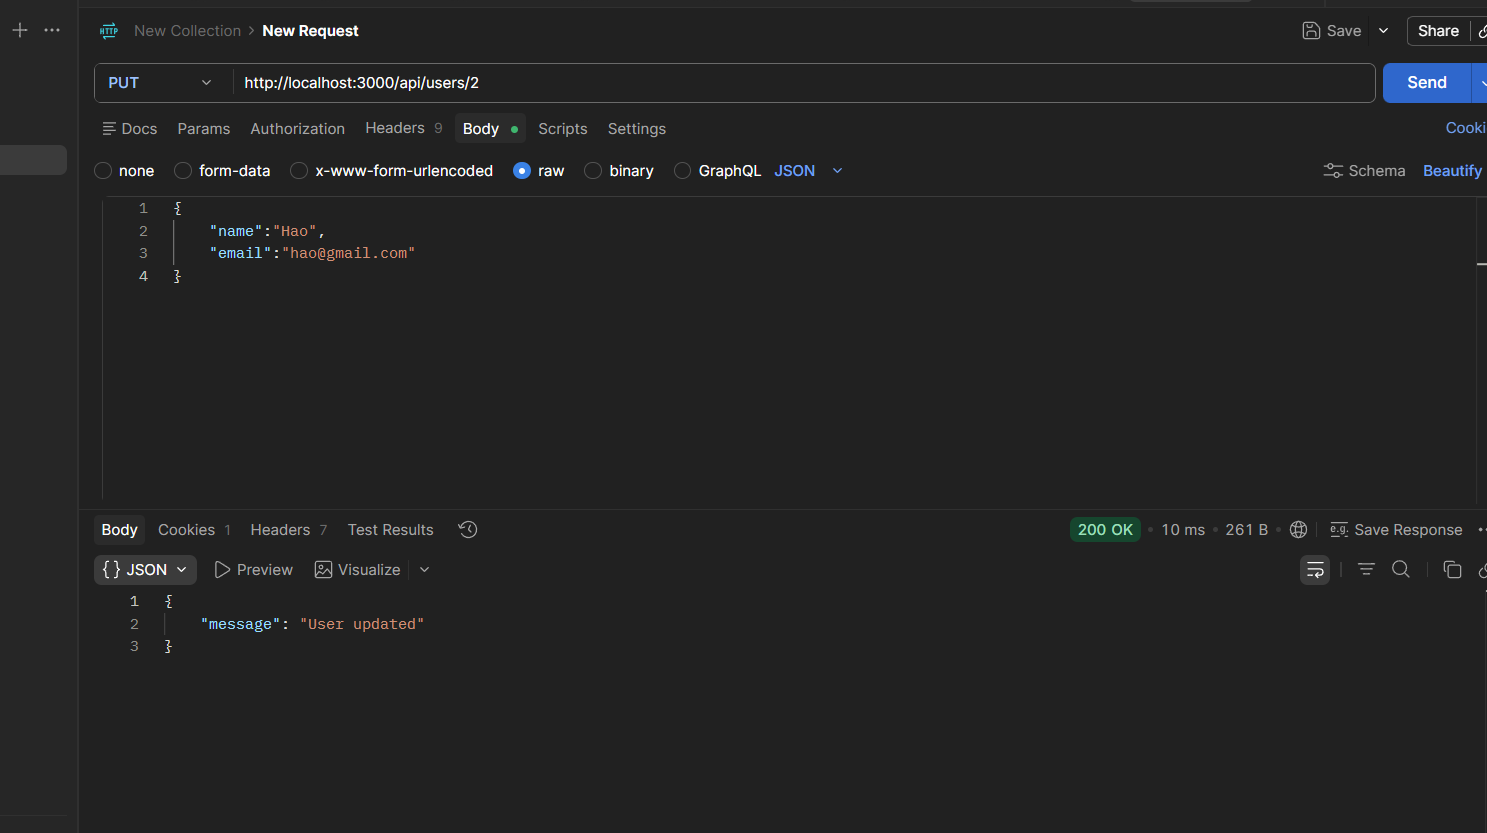 HTTP New Collection > New Request Save Share
PUT http://localhost:3000/api/users/2 Send
Docs Params Authorization Headers 9 Body Scripts Settings Cooki
none form-data x-www-form-urlencoded raw binary GraphQL JSON Schema Beautify
1 {
2 "name":"Hao",
3 "email":"hao@gmail.com"
4 }
Body Cookies 1 Headers 7 Test Results 200 OK • 10 ms • 261 B • e.g. Save Response
{} JSON Preview Visualize
1 {
2 "message": "User updated"
3 }